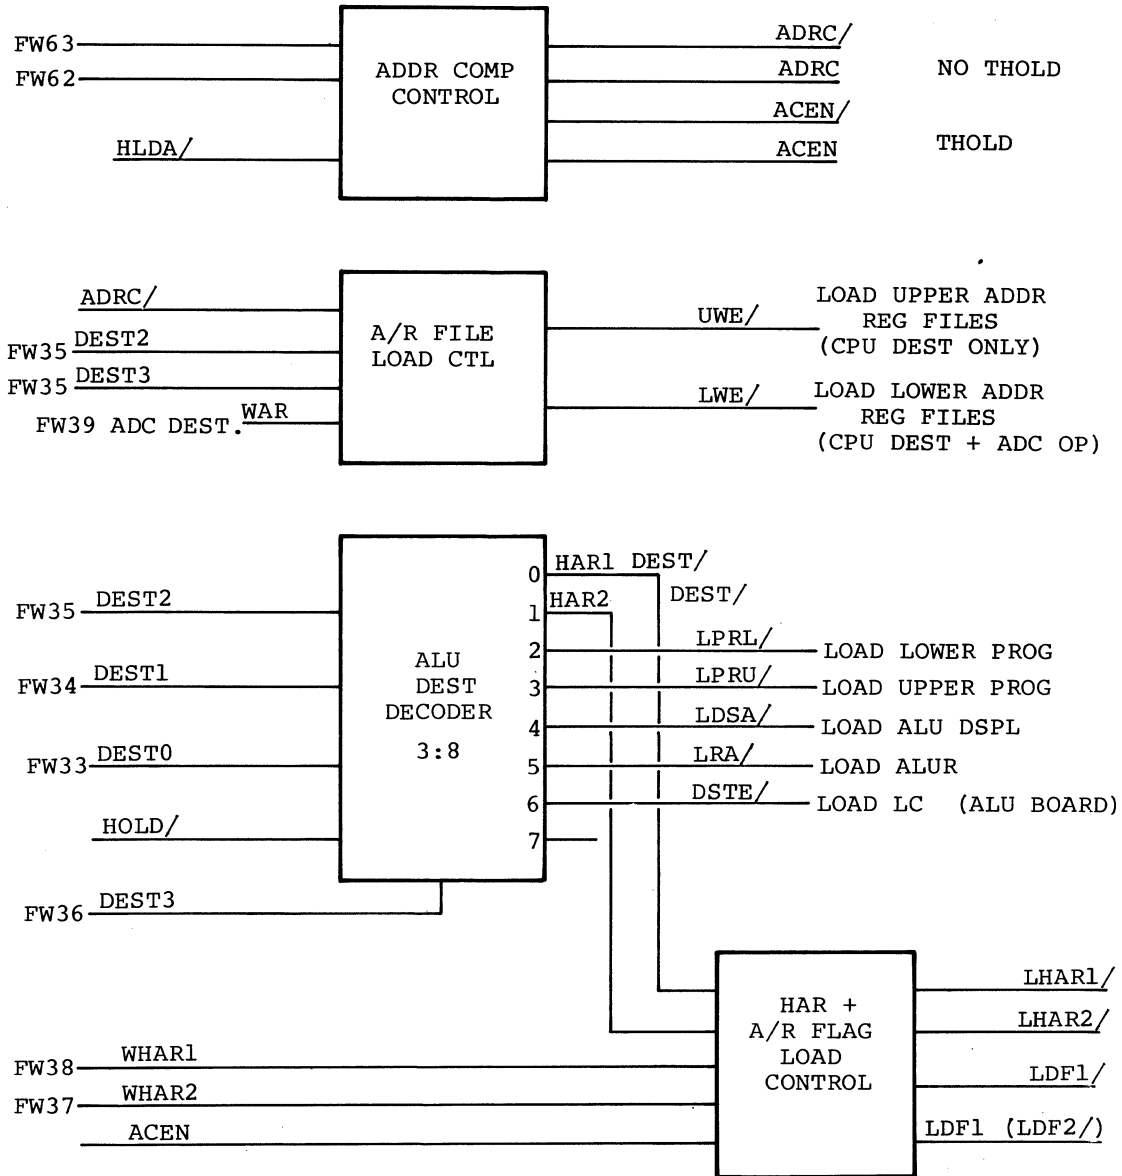 FW63
FW62
HLDA/
ADDR COMP
CONTROL
ADRC/
ADRC
NO THOLD
ACEN/
ACEN
THOLD
ADRC/
FW35 DEST2
FW35 DEST3
FW39 ADC DEST. WAR
A/R FILE
LOAD CTL
UWE/
LOAD UPPER ADDR
REG FILES
(CPU DEST ONLY)
LWE/
LOAD LOWER ADDR
REG FILES
(CPU DEST + ADC OP)
FW35 DEST2
FW34 DEST1
FW33 DEST0
HOLD/
FW36 DEST3
ALU
DEST
DECODER
3:8
0 HAR1 DEST/
1 HAR2 DEST/
2 LPRL/ LOAD LOWER PROG
3 LPRU/ LOAD UPPER PROG
4 LDSA/ LOAD ALU DSPL
5 LRA/ LOAD ALUR
6 DSTE/ LOAD LC (ALU BOARD)
7
FW38 WHAR1
FW37 WHAR2
ACEN
HAR +
A/R FLAG
LOAD
CONTROL
LHAR1/
LHAR2/
LDF1/
LDF1 (LDF2/)